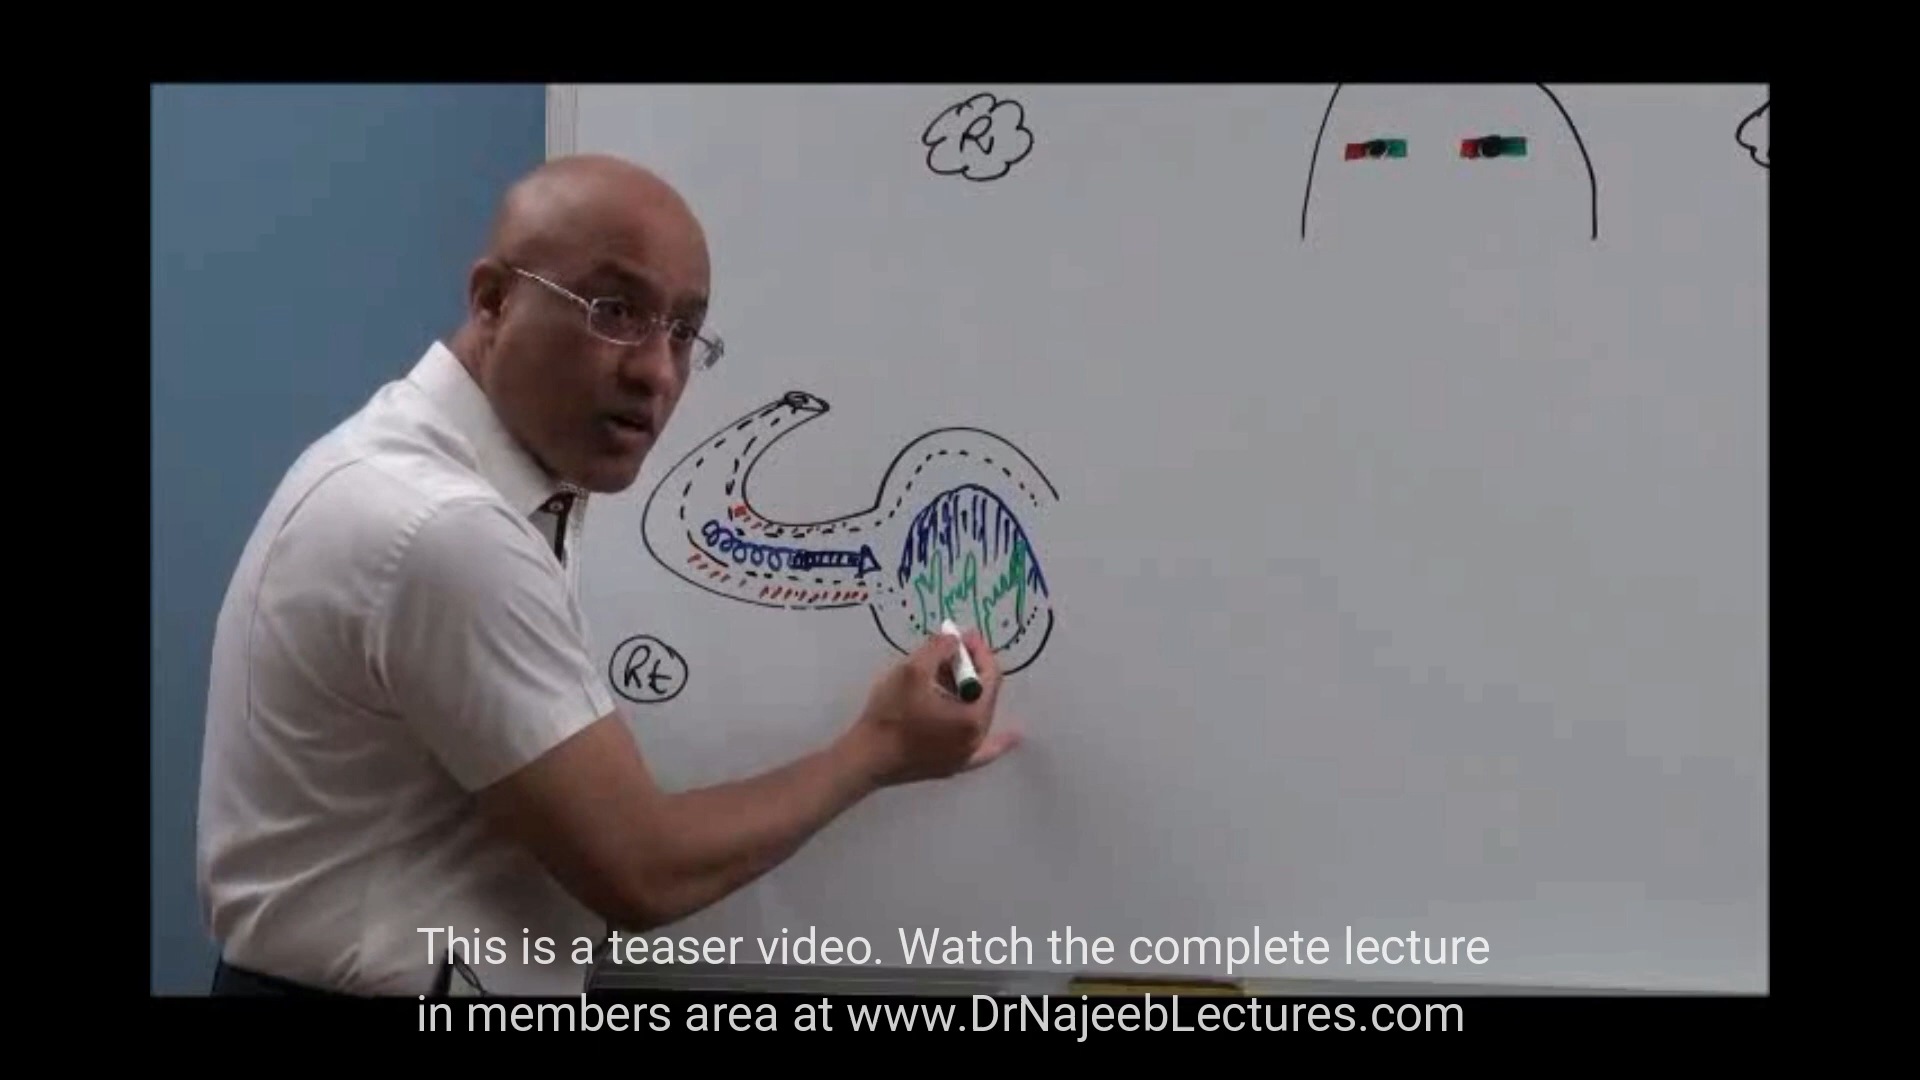 R
Rt
This is a teaser video. Watch the complete lecture
in members area at www.DrNajeebLectures.com